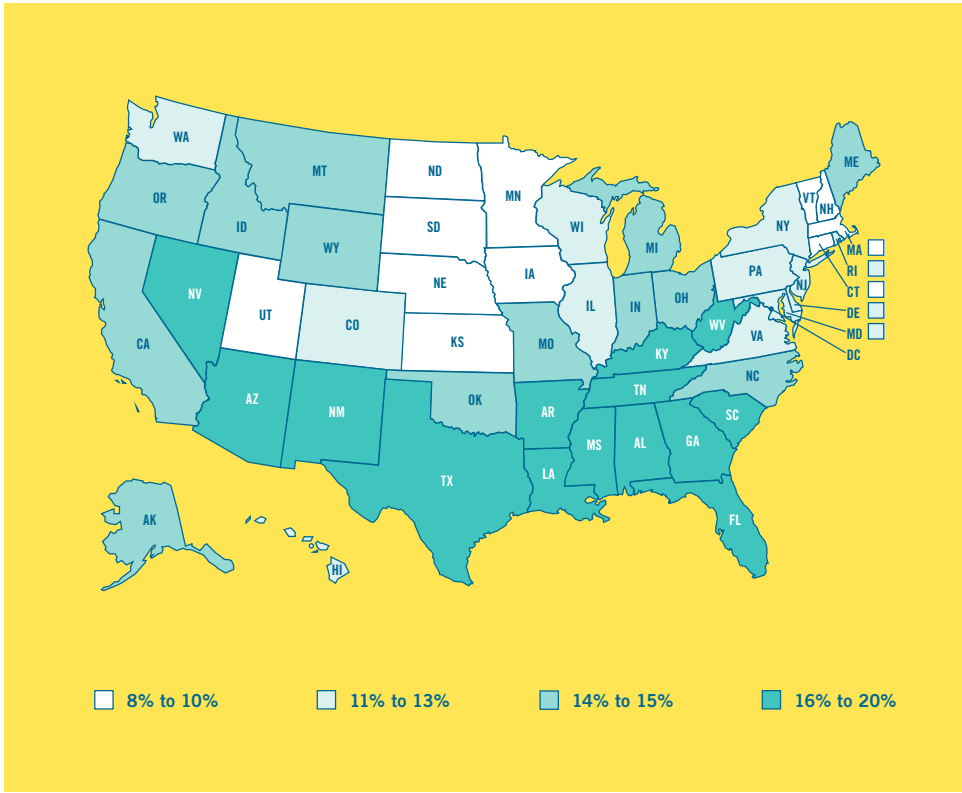 WA
MT
ND
MN
ME
OR
ID
WY
SD
WI
MI
VT
NH
NY
MA
RI
CT
NV
UT
CO
NE
IA
IL
IN
OH
PA
NJ
DE
MD
DC
CA
KS
MO
KY
WV
VA
AZ
NM
OK
AR
TN
NC
SC
TX
LA
MS
AL
GA
FL
AK
HI
8% to 10%
11% to 13%
14% to 15%
16% to 20%